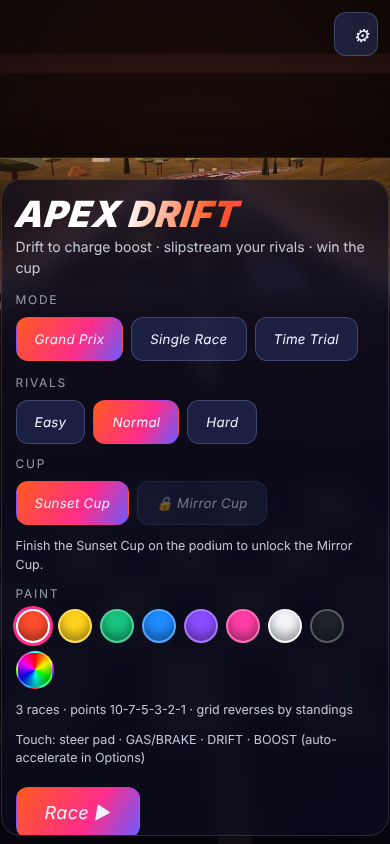 ⚙
APEX DRIFT
Drift to charge boost · slipstream your rivals · win the
cup
MODE
Grand Prix Single Race Time Trial
RIVALS
Easy Normal Hard
CUP
Sunset Cup 🔒 Mirror Cup
Finish the Sunset Cup on the podium to unlock the Mirror
Cup.
PAINT
3 races · points 10-7-5-3-2-1 · grid reverses by standings
Touch: steer pad · GAS/BRAKE · DRIFT · BOOST (auto-
accelerate in Options)
Race ▶